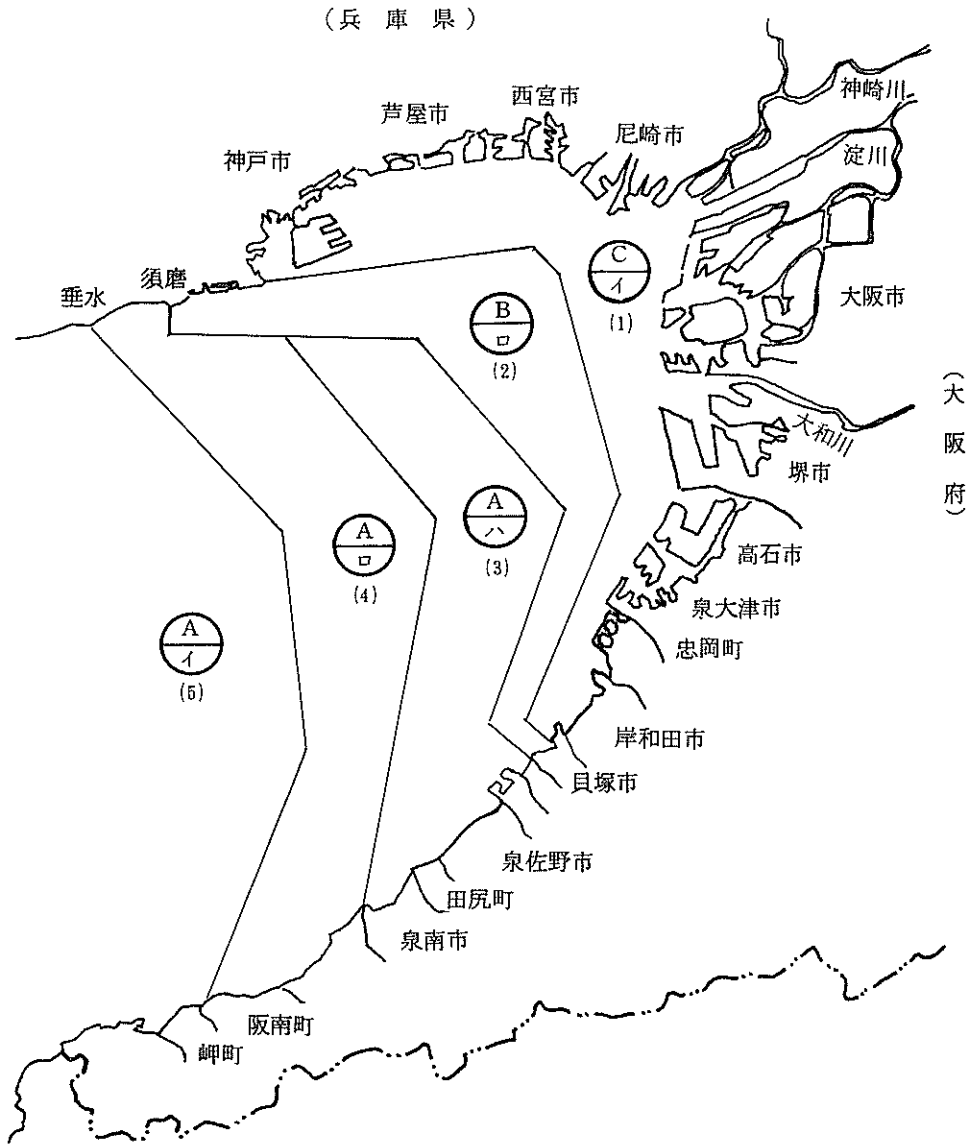 (兵庫県)
神崎川
西宮市
芦屋市
尼崎市
淀川
神戸市
C
イ
(1)
須磨
垂水
大阪市
B
ロ
(2)
(大阪府)
大和川
堺市
A
ハ
(3)
A
ロ
(4)
高石市
泉大津市
忠岡町
A
イ
(5)
岸和田市
貝塚市
泉佐野市
田尻町
泉南市
阪南町
岬町